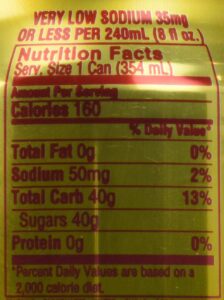 VERY LOW SODIUM 35mg
OR LESS PER 240mL (8 fl oz.)
Nutrition Facts
Serv. Size 1 Can (354 mL)
Amount Per Serving
Calories 160
% Daily Value*
Total Fat 0g 0%
Sodium 50mg 2%
Total Carb 40g 13%
Sugars 40g
Protein 0g 0%
*Percent Daily Values are based on a
2,000 calorie diet.